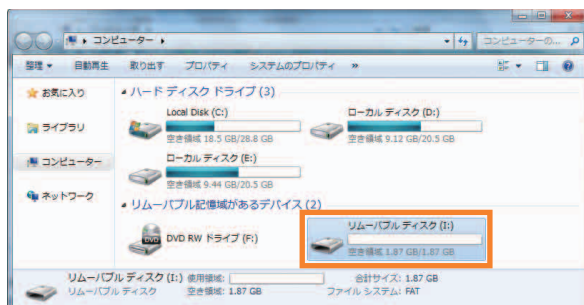 コンピューター
コンピューターの...
整理 自動再生 取り出す プロパティ システムのプロパティ »
お気に入り
ライブラリ
コンピューター
ネットワーク
ハード ディスク ドライブ (3)
Local Disk (C:)
空き領域 18.5 GB/28.8 GB
ローカル ディスク (D:)
空き領域 9.12 GB/20.5 GB
ローカル ディスク (E:)
空き領域 9.44 GB/20.5 GB
リムーバブル記憶域があるデバイス (2)
DVD
DVD RW ドライブ (F:)
リムーバブル ディスク (I:)
空き領域 1.87 GB/1.87 GB
リムーバブル ディスク (I:) 使用領域: 合計サイズ: 1.87 GB
リムーバブル ディスク 空き領域: 1.87 GB ファイル システム: FAT